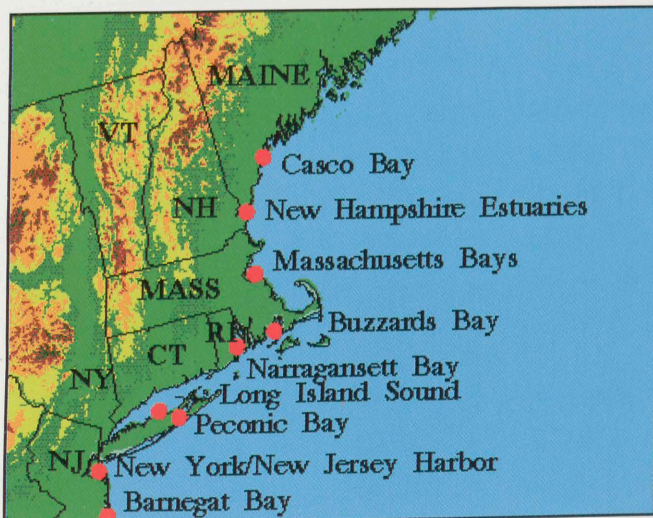 MAINE
VT
Casco Bay
NH
New Hampshire Estuaries
Massachusetts Bays
MASS
Buzzards Bay
RI
CT
Narragansett Bay
NY
Long Island Sound
Peconic Bay
NJ
New York/New Jersey Harbor
Barnegat Bay